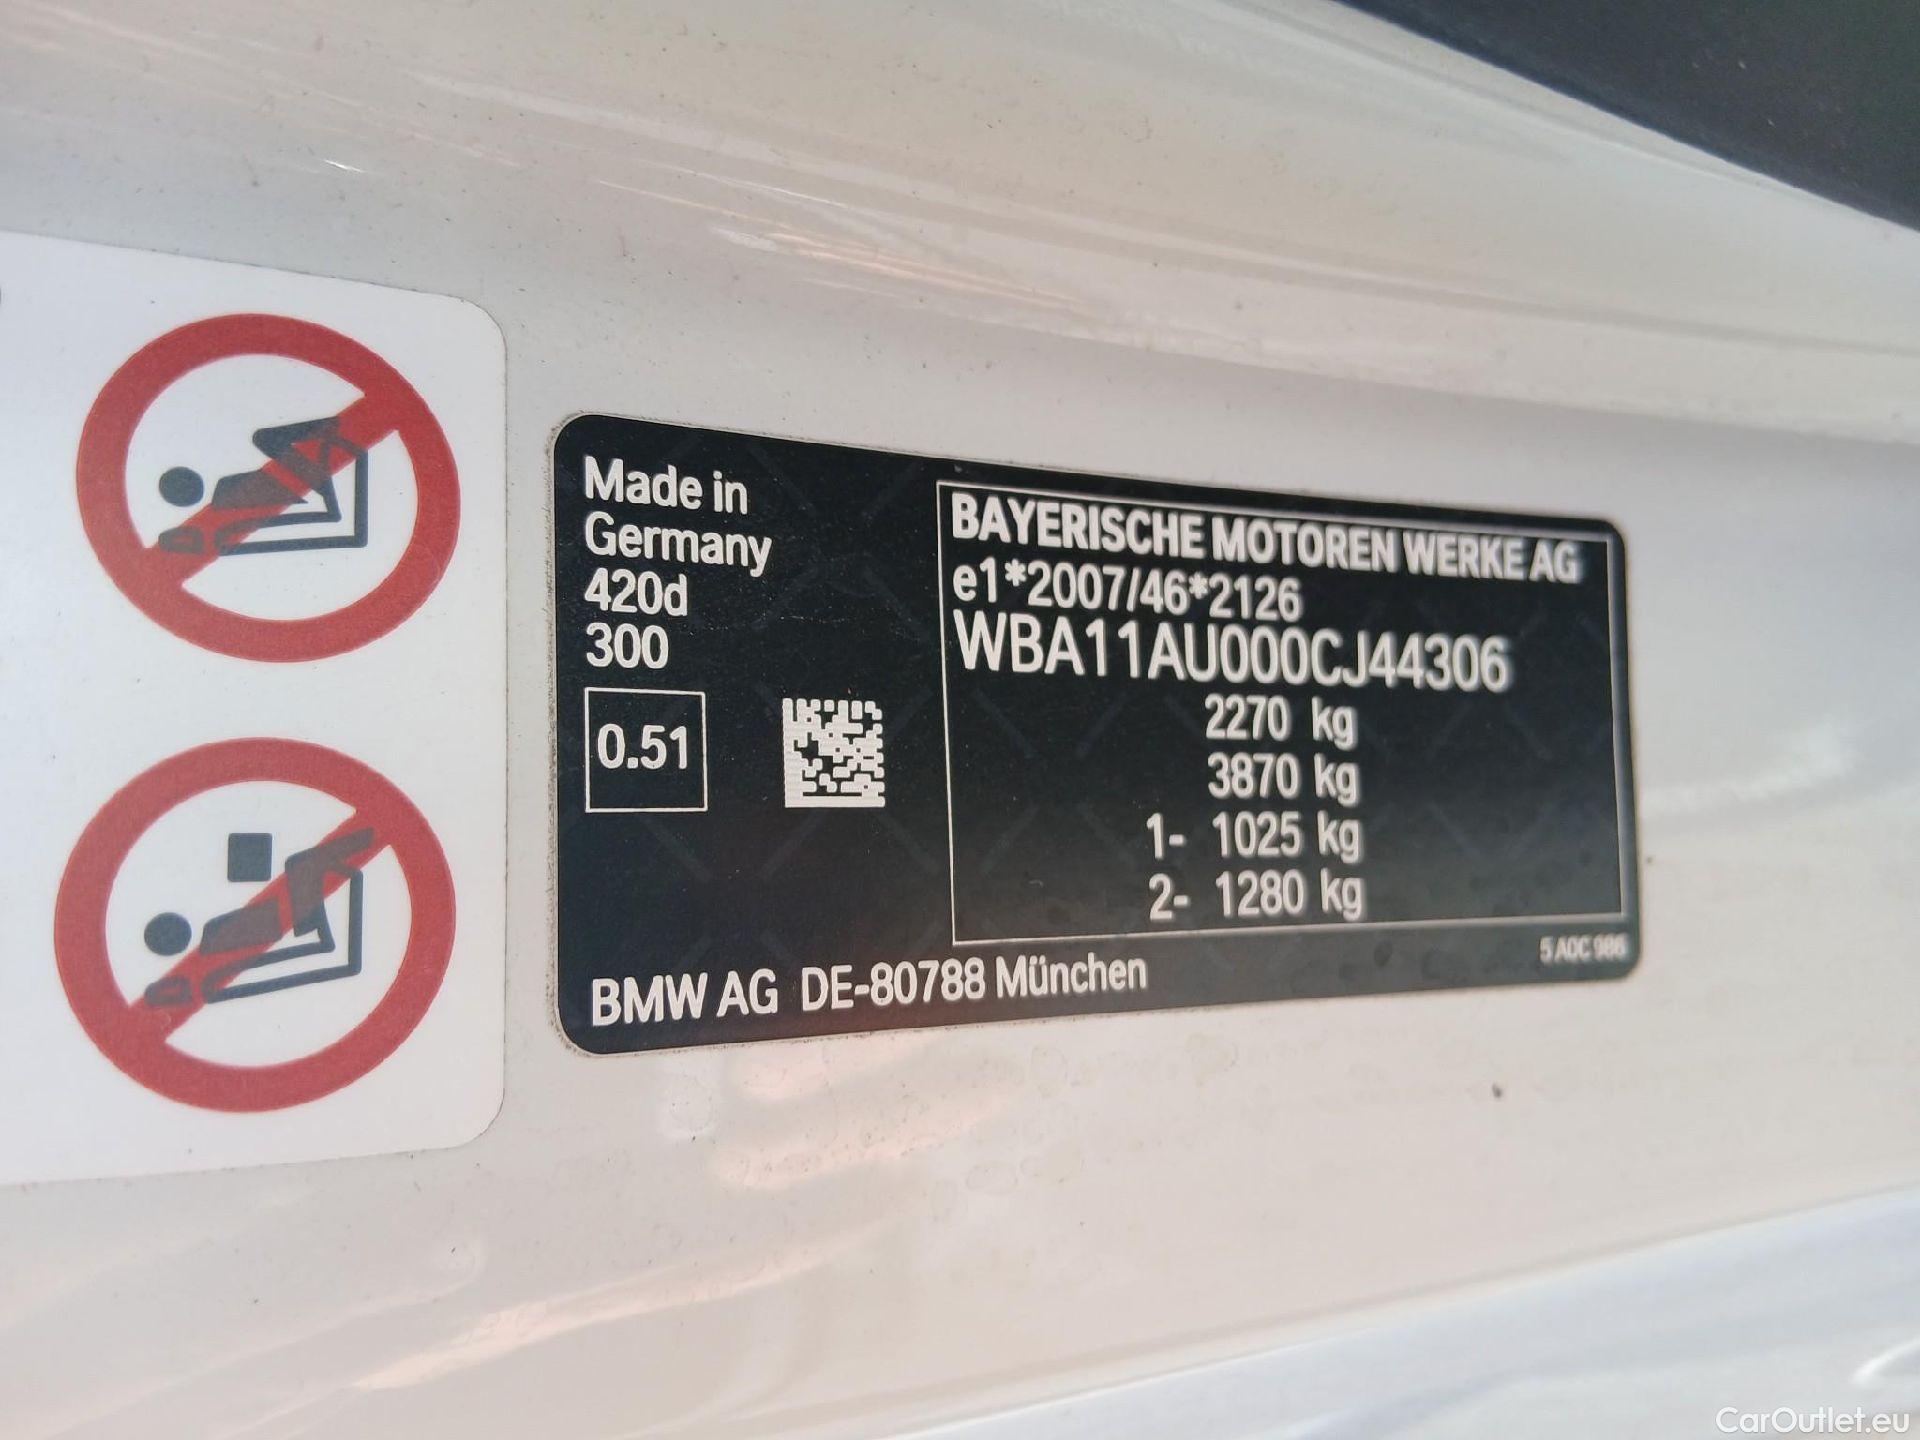 Made in
Germany
420d
300
0.51
BAYERISCHE MOTOREN WERKE AG
e1*2007/46*2126
WBA11AU000CJ44306
2270 kg
3870 kg
1- 1025 kg
2- 1280 kg
5 A0C 986
BMW AG DE-80788 München
CarOutlet.eu